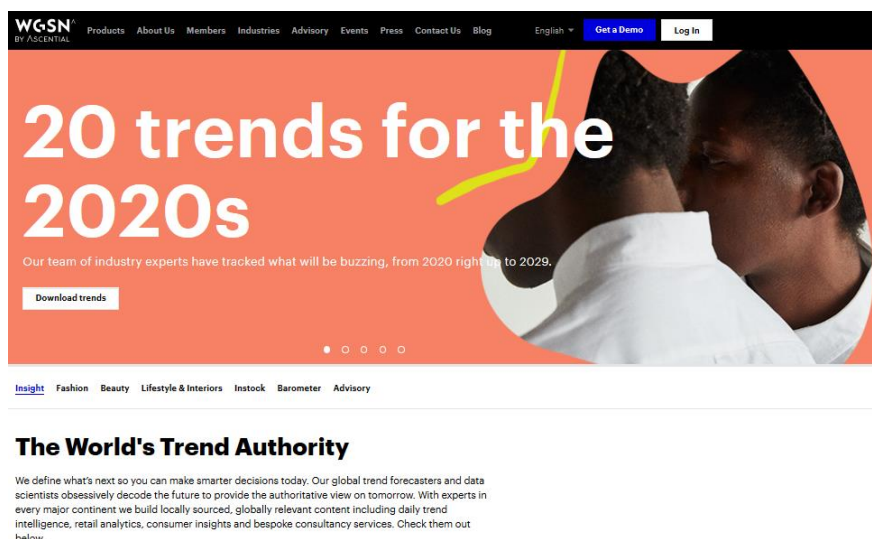 WGSN^
BY ASCENTIAL
Products About Us Members Industries Advisory Events Press Contact Us Blog
English
Get a Demo
Log In
20 trends for the
2020s
Our team of industry experts have tracked what will be buzzing, from 2020 right up to 2029.
Download trends
Insight Fashion Beauty Lifestyle & Interiors Instock Barometer Advisory
The World's Trend Authority
We define what's next so you can make smarter decisions today. Our global trend forecasters and data
scientists obsessively decode the future to provide the authoritative view on tomorrow. With experts in
every major continent we build locally sourced, globally relevant content including daily trend
intelligence, retail analytics, consumer insights and bespoke consultancy services. Check them out
below.